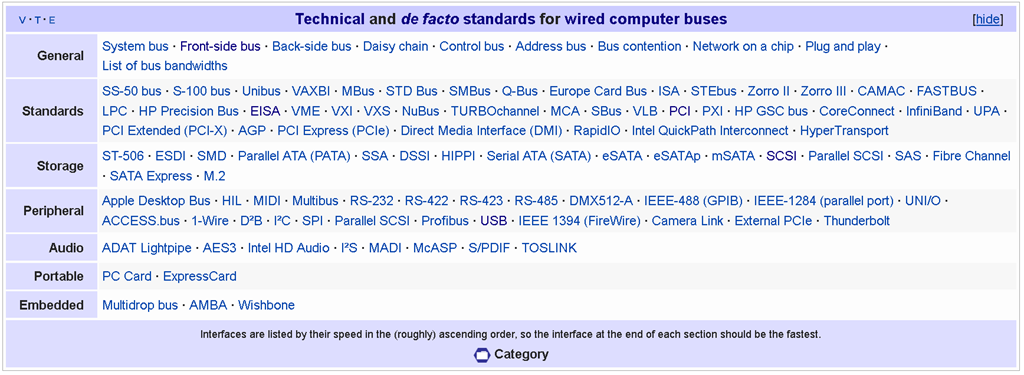 V · T · E Technical and de facto standards for wired computer buses [hide]
General System bus · Front-side bus · Back-side bus · Daisy chain · Control bus · Address bus · Bus contention · Network on a chip · Plug and play ·
List of bus bandwidths
SS-50 bus · S-100 bus · Unibus · VAXBI · MBus · STD Bus · SMBus · Q-Bus · Europe Card Bus · ISA · STEbus · Zorro II · Zorro III · CAMAC · FASTBUS ·
Standards LPC · HP Precision Bus · EISA · VME · VXI · VXS · NuBus · TURBOchannel · MCA · SBus · VLB · PCI · PXI · HP GSC bus · CoreConnect · InfiniBand · UPA ·
PCI Extended (PCI-X) · AGP · PCI Express (PCIe) · Direct Media Interface (DMI) · RapidIO · Intel QuickPath Interconnect · HyperTransport
Storage ST-506 · ESDI · SMD · Parallel ATA (PATA) · SSA · DSSI · HIPPI · Serial ATA (SATA) · eSATA · eSATAp · mSATA · SCSI · Parallel SCSI · SAS · Fibre Channel
· SATA Express · M.2
Peripheral Apple Desktop Bus · HIL · MIDI · Multibus · RS-232 · RS-422 · RS-423 · RS-485 · DMX512-A · IEEE-488 (GPIB) · IEEE-1284 (parallel port) · UNI/O ·
ACCESS.bus · 1-Wire · D²B · I²C · SPI · Parallel SCSI · Profibus · USB · IEEE 1394 (FireWire) · Camera Link · External PCIe · Thunderbolt
Audio ADAT Lightpipe · AES3 · Intel HD Audio · I²S · MADI · McASP · S/PDIF · TOSLINK
Portable PC Card · ExpressCard
Embedded Multidrop bus · AMBA · Wishbone
Interfaces are listed by their speed in the (roughly) ascending order, so the interface at the end of each section should be the fastest.
Category